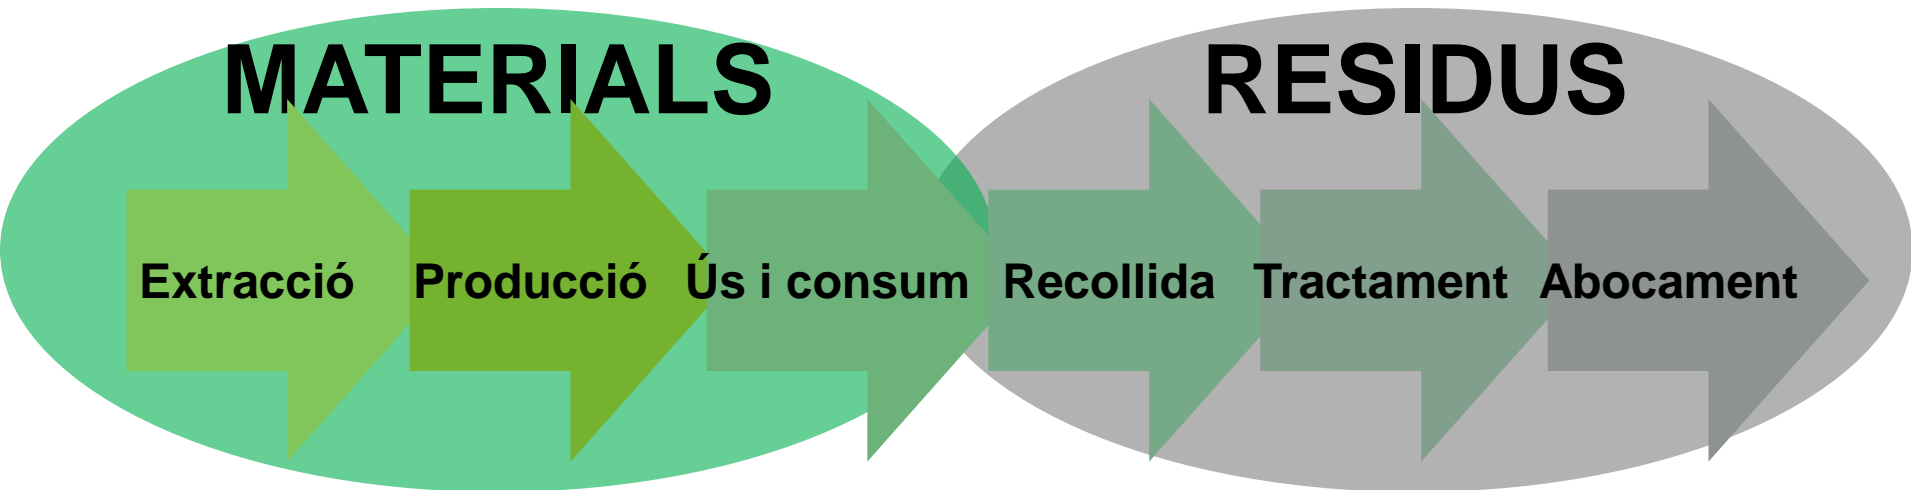 MATERIALS
RESIDUS
Extracció
Producció
Ús i consum
Recollida
Tractament
Abocament